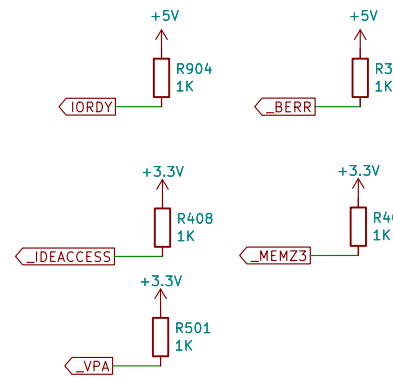 +5V
R904
1K
IORDY
+5V
R3
1K
_BERR
+3.3V
R408
1K
_IDEACCESS
+3.3V
1K
_MEMZ3
+3.3V
R501
1K
_VPA